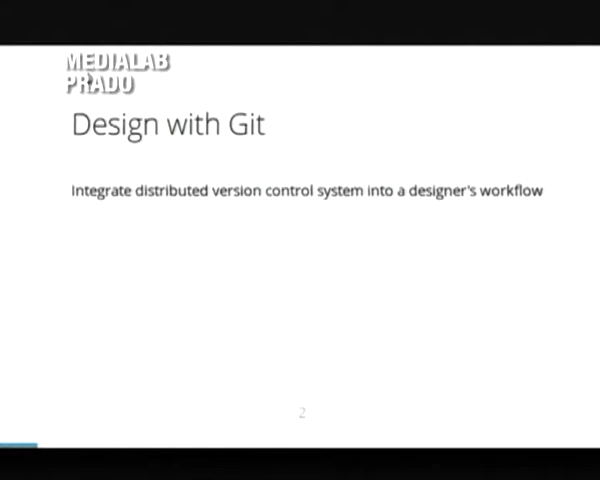 MEDIALAB
PRADO
Design with Git
Integrate distributed version control system into a designer's workflow
2